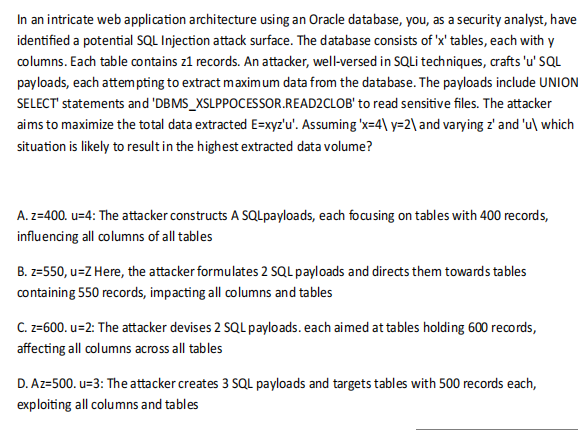 In an intricate web application architecture using an Oracle database, you, as a security analyst, have
identified a potential SQL Injection attack surface. The database consists of 'x' tables, each with y
columns. Each table contains z1 records. An attacker, well-versed in SQLi techniques, crafts 'u' SQL
payloads, each attempting to extract maximum data from the database. The payloads include UNION
SELECT' statements and 'DBMS_XSLPPOCESSOR.READ2CLOB' to read sensitive files. The attacker
aims to maximize the total data extracted E=xyz'u'. Assuming 'x=4\ y=2\ and varying z' and 'u\ which
situation is likely to result in the highest extracted data volume?
A. z=400. u=4: The attacker constructs A SQLpayloads, each focusing on tables with 400 records,
influencing all columns of all tables
B. z=550, u=Z Here, the attacker formulates 2 SQL payloads and directs them towards tables
containing 550 records, impacting all columns and tables
C. z=600. u=2: The attacker devises 2 SQL payloads. each aimed at tables holding 600 records,
affecting all columns across all tables
D. Az=500. u=3: The attacker creates 3 SQL payloads and targets tables with 500 records each,
exploiting all columns and tables